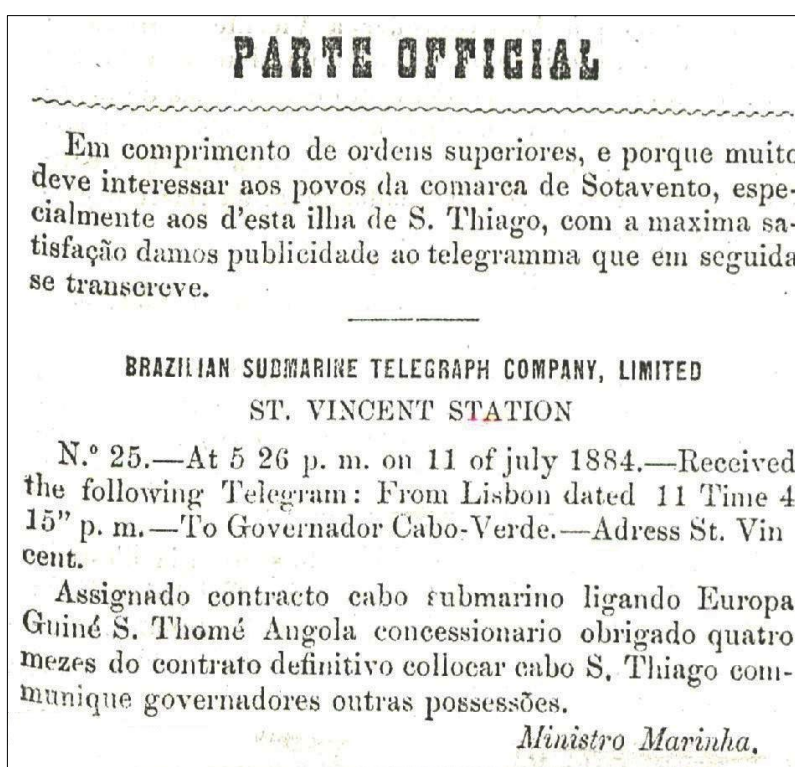 PARTE OFFICIAL
Em comprimento de ordens superiores, e porque muito
deve interessar aos povos da comarca de Sotavento, espe-
cialmente aos d'esta ilha de S. Thiago, com a maxima sa-
tisfação damos publicidade ao telegramma que em seguida
se transcreve.
BRAZILIAN SUBMARINE TELEGRAPH COMPANY, LIMITED
ST. VINCENT STATION
N.º 25.—At 5 26 p. m. on 11 of july 1884.—Received
the following Telegram: From Lisbon dated 11 Time 4
15” p. m.—To Governador Cabo-Verde.—Adress St. Vin
cent.
Assignado contracto cabo submarino ligando Europa
Guiné S. Thomé Angola concessionario obrigado quatro
mezes do contrato definitivo collocar cabo S. Thiago com-
munique governadores outras possessões.
Ministro Marinha.